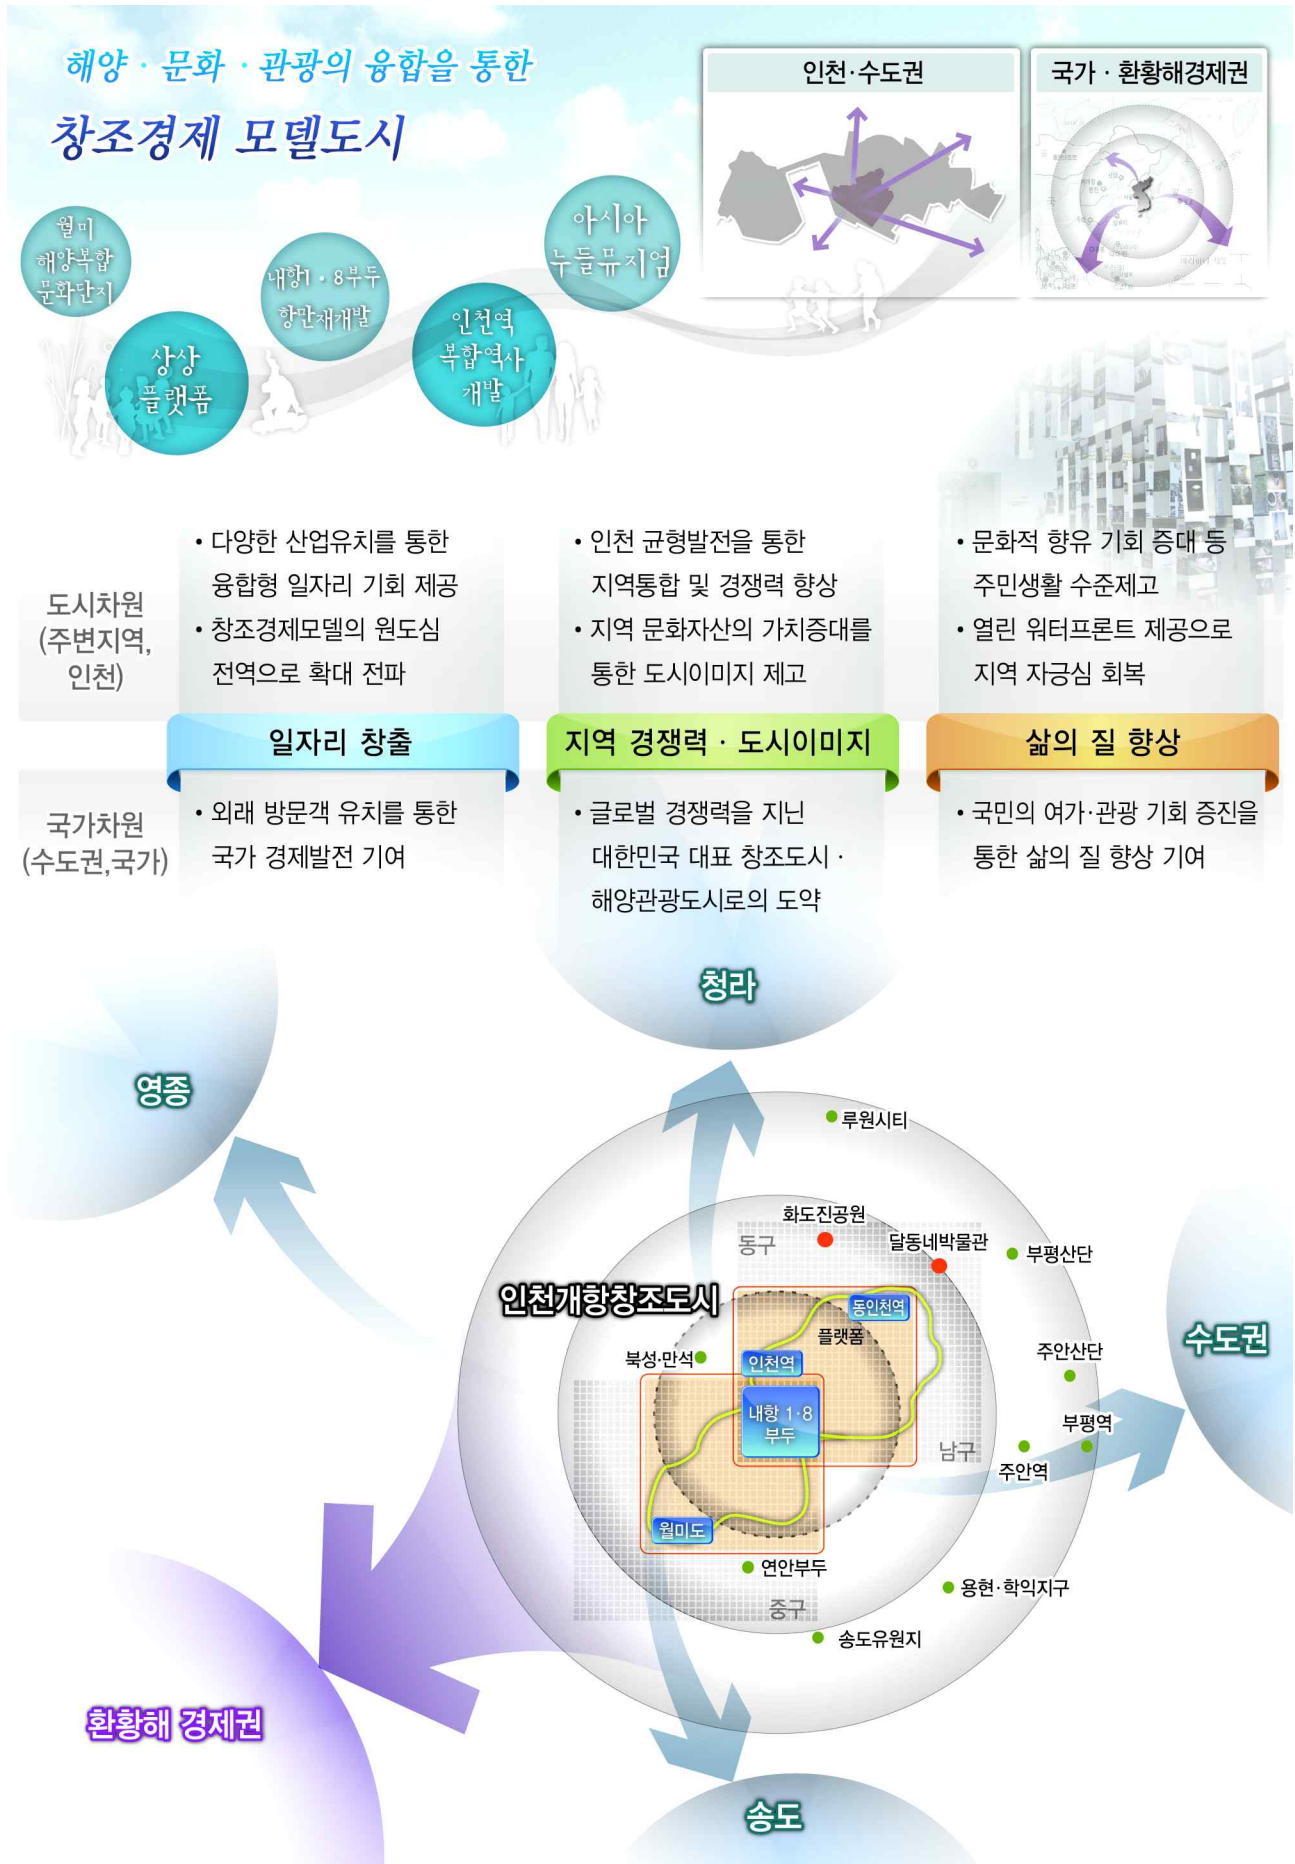 해양 · 문화 · 관광의 융합을 통한
창조경제 모델도시
인천·수도권
국가 · 환황해경제권
월미
해양복합
문화단지
상상
플랫폼
내항1 · 8부두
항만재개발
인천역
복합역사
개발
아시아
누들뮤지엄
도시차원
(주변지역,
인천)
• 다양한 산업유치를 통한
융합형 일자리 기회 제공
• 창조경제모델의 원도심
전역으로 확대 전파
• 인천 균형발전을 통한
지역통합 및 경쟁력 향상
• 지역 문화자산의 가치증대를
통한 도시이미지 제고
• 문화적 향유 기회 증대 등
주민생활 수준제고
• 열린 워터프론트 제공으로
지역 자긍심 회복
일자리 창출
지역 경쟁력 · 도시이미지
삶의 질 향상
국가차원
(수도권,국가)
• 외래 방문객 유치를 통한
국가 경제발전 기여
• 글로벌 경쟁력을 지닌
대한민국 대표 창조도시 ·
해양관광도시로의 도약
• 국민의 여가·관광 기회 증진을
통한 삶의 질 향상 기여
청라
영종
루원시티
화도진공원
동구
달동네박물관
부평산단
인천개항창조도시
동인천역
플랫폼
수도권
북성·만석
인천역
주안산단
내항 1·8
부두
부평역
남구
주안역
월미도
연안부두
용현·학익지구
중구
송도유원지
환황해 경제권
송도